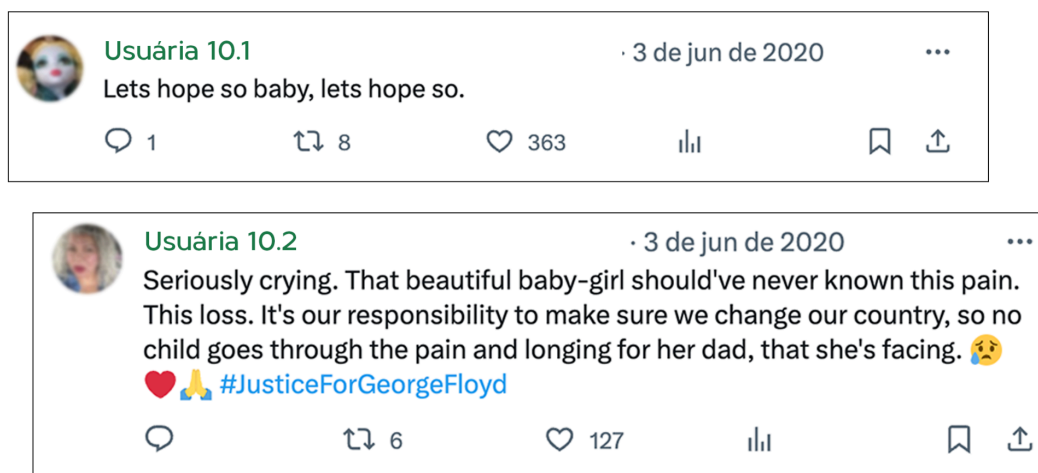 Usuária 10.1 · 3 de jun de 2020
Lets hope so baby, lets hope so.
1 8 363
Usuária 10.2 · 3 de jun de 2020
Seriously crying. That beautiful baby-girl should've never known this pain.
This loss. It's our responsibility to make sure we change our country, so no
child goes through the pain and longing for her dad, that she's facing. 😥
❤️🙏 #JusticeForGeorgeFloyd
6 127